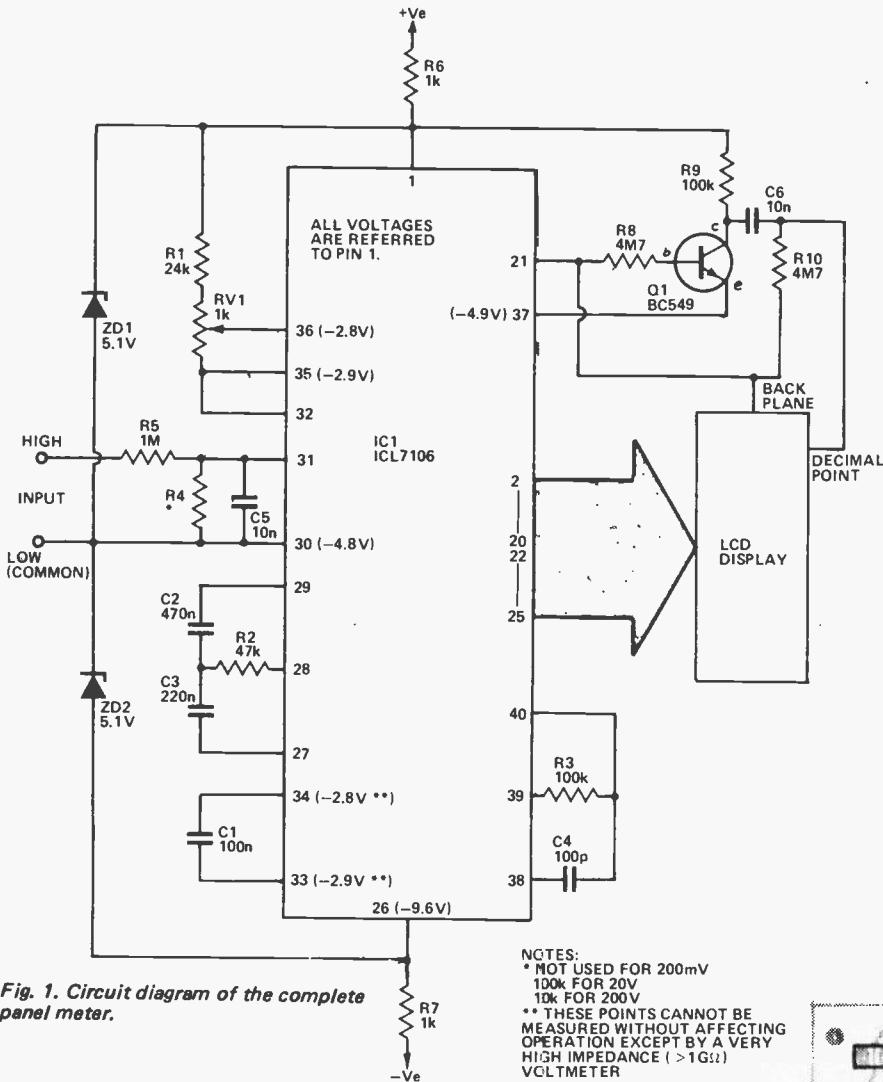 +Ve
R6
1k
1
ALL VOLTAGES
ARE REFERRED
TO PIN 1.
R1
24k
RV1
1k
36 (-2.8V)
35 (-2.9V)
32
ZD1
5.1V
HIGH
INPUT
LOW
(COMMON)
R5
1M
R4
*
C5
10n
31
30 (-4.8V)
IC1
ICL7106
29
C2
470n
R2
47k
28
C3
220n
27
ZD2
5.1V
34 (-2.8V **)
C1
100n
33 (-2.9V **)
26 (-9.6V)
R7
1k
-Ve
R9
100k
C6
10n
21
R8
4M7
b
c
e
Q1
BC549
R10
4M7
(-4.9V) 37
BACK
PLANE
DECIMAL
POINT
2
20
22
25
LCD
DISPLAY
40
R3
100k
39
C4
100p
38
NOTES:
* NOT USED FOR 200mV
100k FOR 20V
10k FOR 200V
** THESE POINTS CANNOT BE
MEASURED WITHOUT AFFECTING
OPERATION EXCEPT BY A VERY
HIGH IMPEDANCE (>1GΩ)
VOLTMETER
Fig. 1. Circuit diagram of the complete
panel meter.